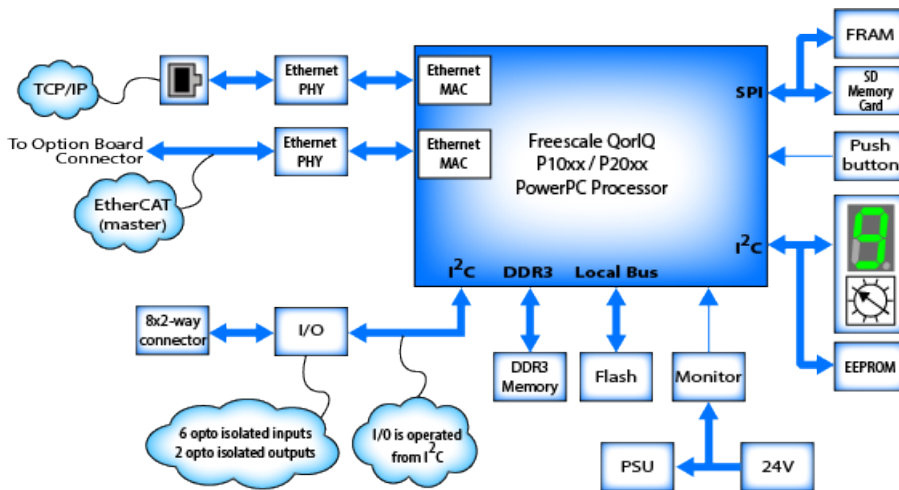 TCP/IP
Ethernet
PHY
Ethernet
MAC
SPI
FRAM
SD
Memory
Card
To Option Board
Connector
Ethernet
PHY
Ethernet
MAC
Freescale QorIQ
P10xx / P20xx
PowerPC Processor
Push
button
EtherCAT
(master)
I²C
9
I²C
DDR3
Local Bus
8x2-way
connector
I/O
DDR3
Memory
Flash
Monitor
EEPROM
6 opto isolated inputs
2 opto isolated outputs
I/0 is operated
from I²C
PSU
24V